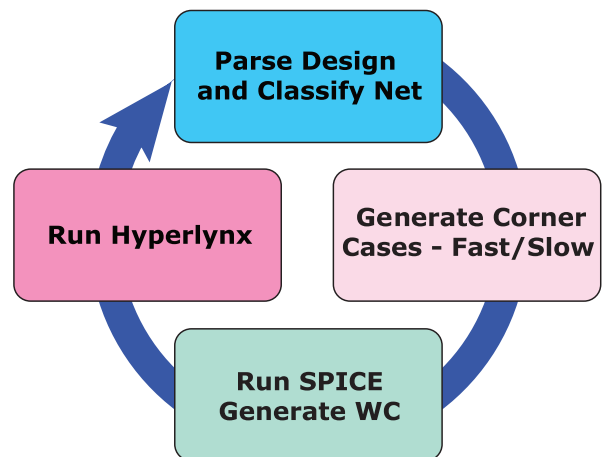 Parse Design
and Classify Net
Generate Corner
Cases - Fast/Slow
Run SPICE
Generate WC
Run Hyperlynx